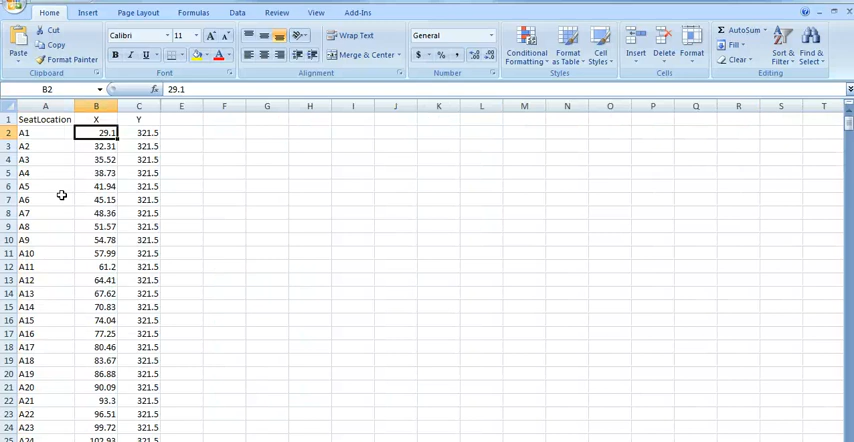 Home Insert Page Layout Formulas Data Review View Add-Ins
Cut Calibri 11 A A Wrap Text General AutoSum
Copy Fill
Paste Format Painter B I U A Merge & Center $ % , Conditional Formatting Format as Table Cell Styles Insert Delete Format Clear Sort & Filter Find & Select
Clipboard Font Alignment Number Styles Cells Editing
B2 fx 29.1
A B C D E F G H I J K L M N O P Q R S T
1 SeatLocation X Y
2 A1 29.1 321.5
3 A2 32.31 321.5
4 A3 35.52 321.5
5 A4 38.73 321.5
6 A5 41.94 321.5
7 A6 45.15 321.5
8 A7 48.36 321.5
9 A8 51.57 321.5
10 A9 54.78 321.5
11 A10 57.99 321.5
12 A11 61.2 321.5
13 A12 64.41 321.5
14 A13 67.62 321.5
15 A14 70.83 321.5
16 A15 74.04 321.5
17 A16 77.25 321.5
18 A17 80.46 321.5
19 A18 83.67 321.5
20 A19 86.88 321.5
21 A20 90.09 321.5
22 A21 93.3 321.5
23 A22 96.51 321.5
24 A23 99.72 321.5
25 A24 102.93 321.5